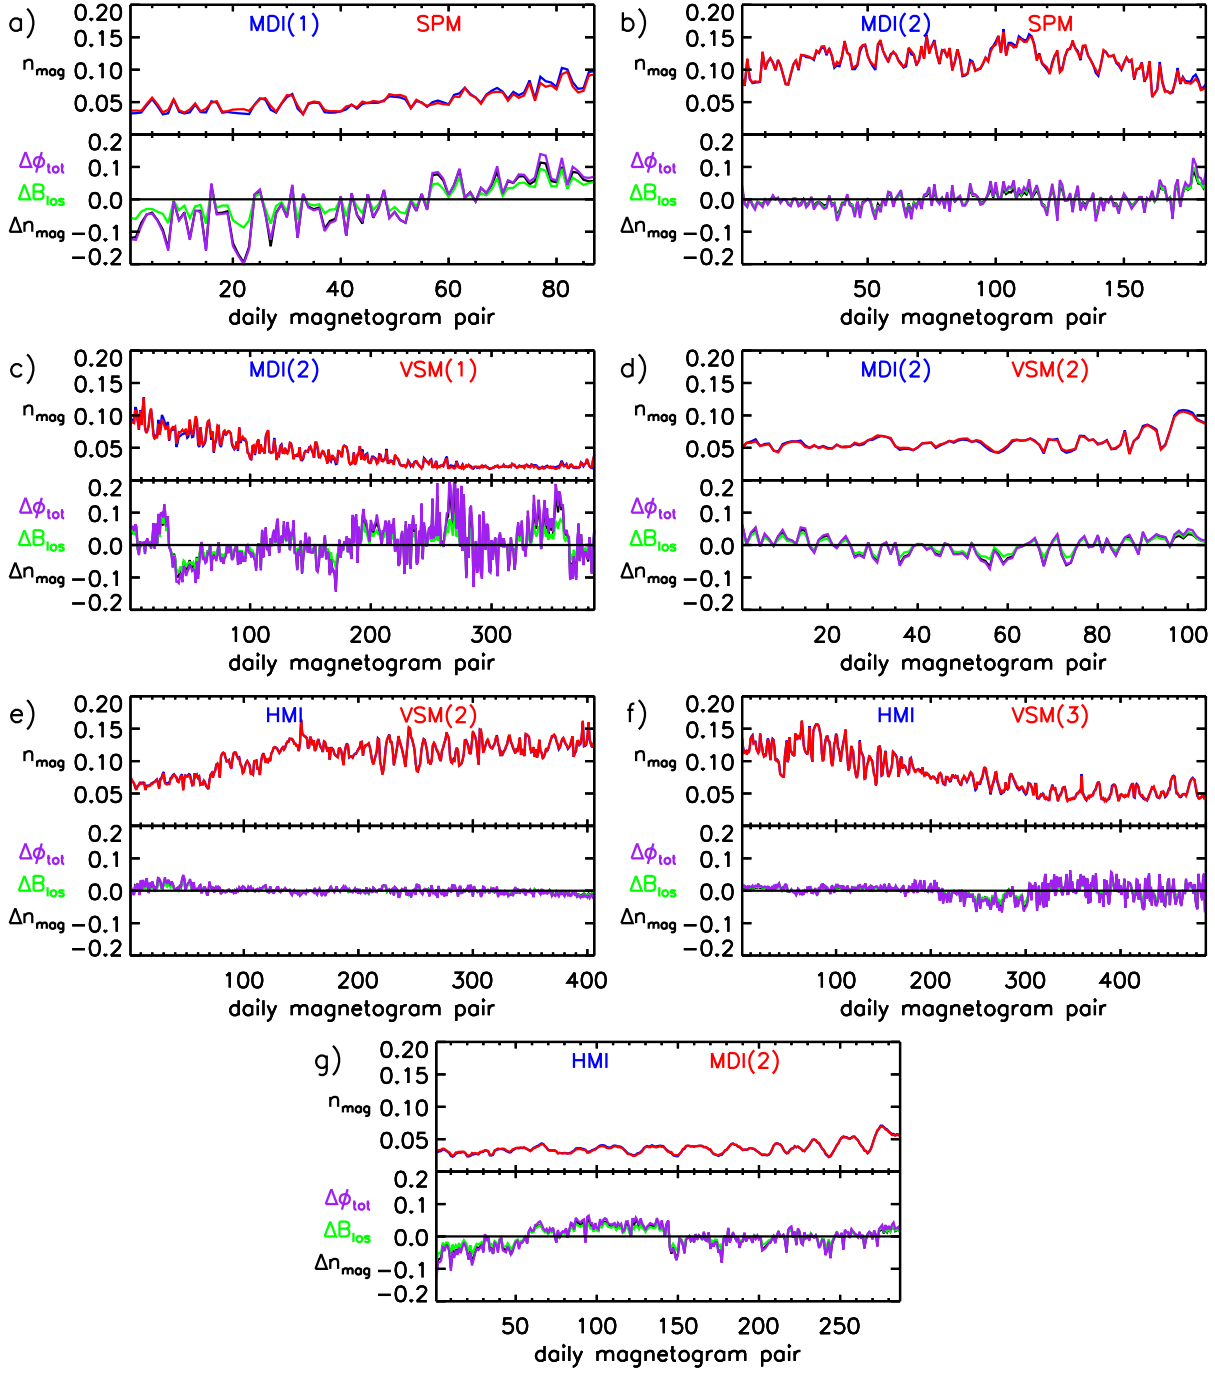 a) MDI(1) SPM
0.20
0.15
n_mag 0.10
0.05
0.2
Δϕ_tot 0.1
ΔB_los 0.0
Δn_mag −0.1
−0.2
20 40 60 80
daily magnetogram pair
b) MDI(2) SPM
0.20
0.15
n_mag 0.10
0.05
0.2
Δϕ_tot 0.1
ΔB_los 0.0
Δn_mag −0.1
−0.2
50 100 150
daily magnetogram pair
c) MDI(2) VSM(1)
0.20
0.15
n_mag 0.10
0.05
0.2
Δϕ_tot 0.1
ΔB_los 0.0
Δn_mag −0.1
−0.2
100 200 300
daily magnetogram pair
d) MDI(2) VSM(2)
0.20
0.15
n_mag 0.10
0.05
0.2
Δϕ_tot 0.1
ΔB_los 0.0
Δn_mag −0.1
−0.2
20 40 60 80 100
daily magnetogram pair
e) HMI VSM(2)
0.20
0.15
n_mag 0.10
0.05
0.2
Δϕ_tot 0.1
ΔB_los 0.0
Δn_mag −0.1
−0.2
100 200 300 400
daily magnetogram pair
f) HMI VSM(3)
0.20
0.15
n_mag 0.10
0.05
0.2
Δϕ_tot 0.1
ΔB_los 0.0
Δn_mag −0.1
−0.2
100 200 300 400
daily magnetogram pair
g) HMI MDI(2)
0.20
0.15
n_mag 0.10
0.05
0.2
Δϕ_tot 0.1
ΔB_los 0.0
Δn_mag −0.1
−0.2
50 100 150 200 250
daily magnetogram pair